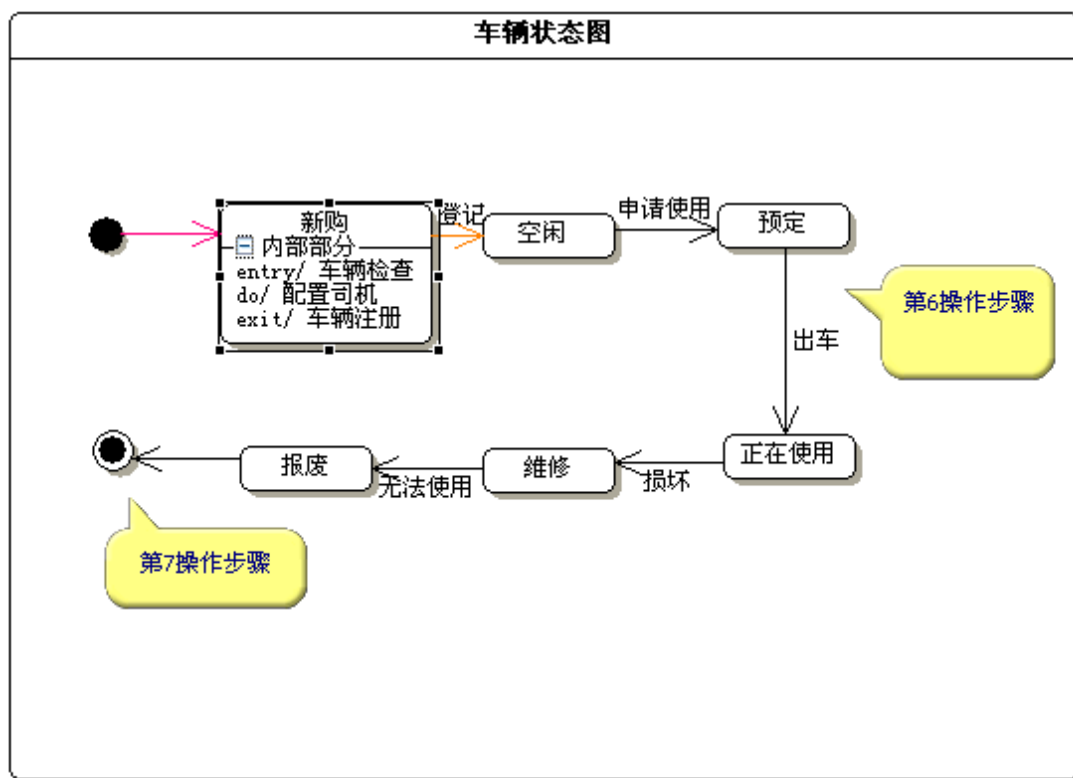 车辆状态图
新购
内部部分
entry/ 车辆检查
do/ 配置司机
exit/ 车辆注册
登记
空闲
申请使用
预定
第6操作步骤
出车
正在使用
损坏
维修
无法使用
报废
第7操作步骤